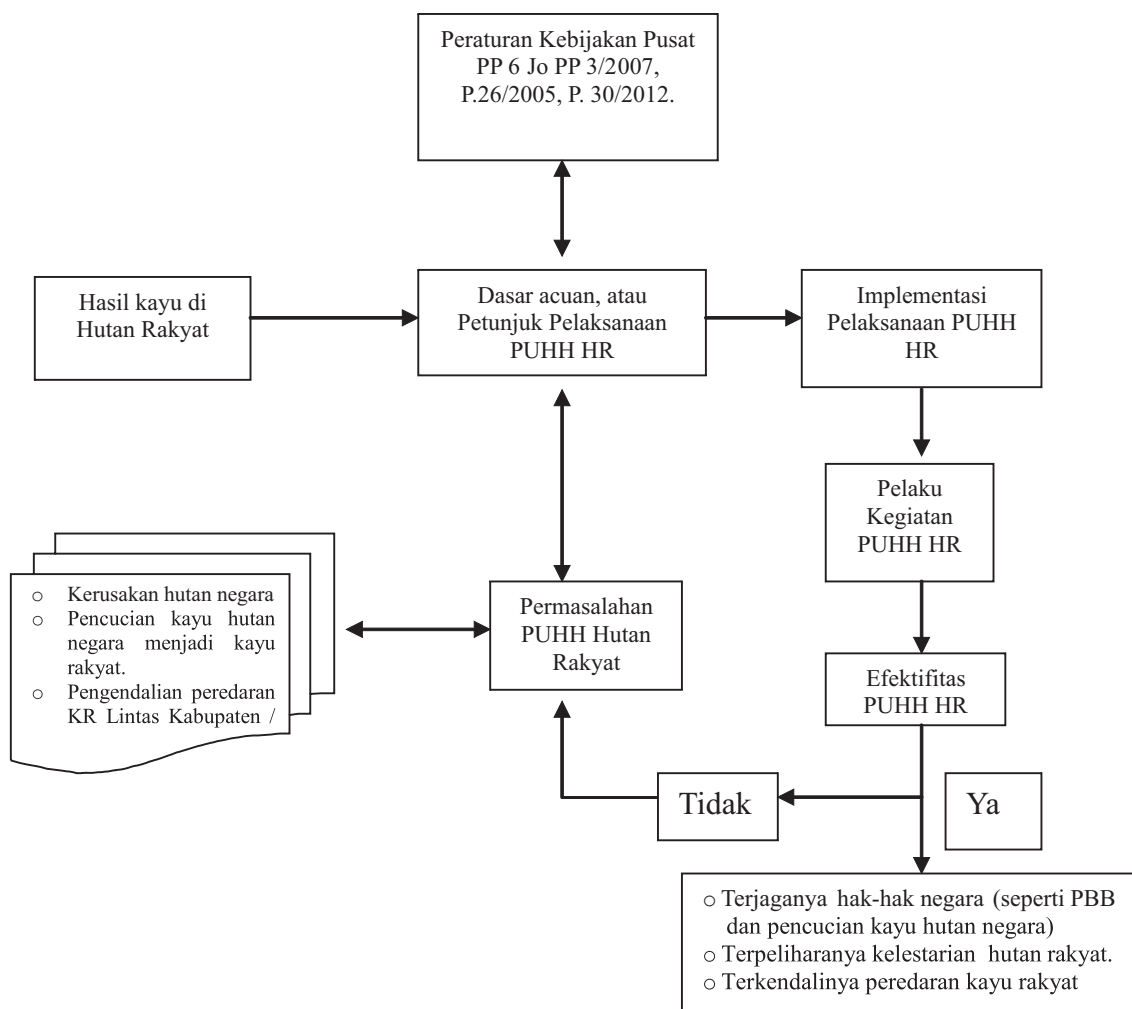 Peraturan Kebijakan Pusat
PP 6 Jo PP 3/2007,
P.26/2005, P. 30/2012.
Hasil kayu di
Hutan Rakyat
Dasar acuan, atau
Petunjuk Pelaksanaan
PUHH HR
Implementasi
Pelaksanaan PUHH
HR
Pelaku
Kegiatan
PUHH HR
o Kerusakan hutan negara
o Pencucian kayu hutan
negara menjadi kayu
rakyat.
o Pengendalian peredaran
KR Lintas Kabupaten /
Permasalahan
PUHH Hutan
Rakyat
Efektifitas
PUHH HR
Tidak
Ya
o Terjaganya hak-hak negara (seperti PBB
dan pencucian kayu hutan negara)
o Terpeliharanya kelestarian hutan rakyat.
o Terkendalinya peredaran kayu rakyat